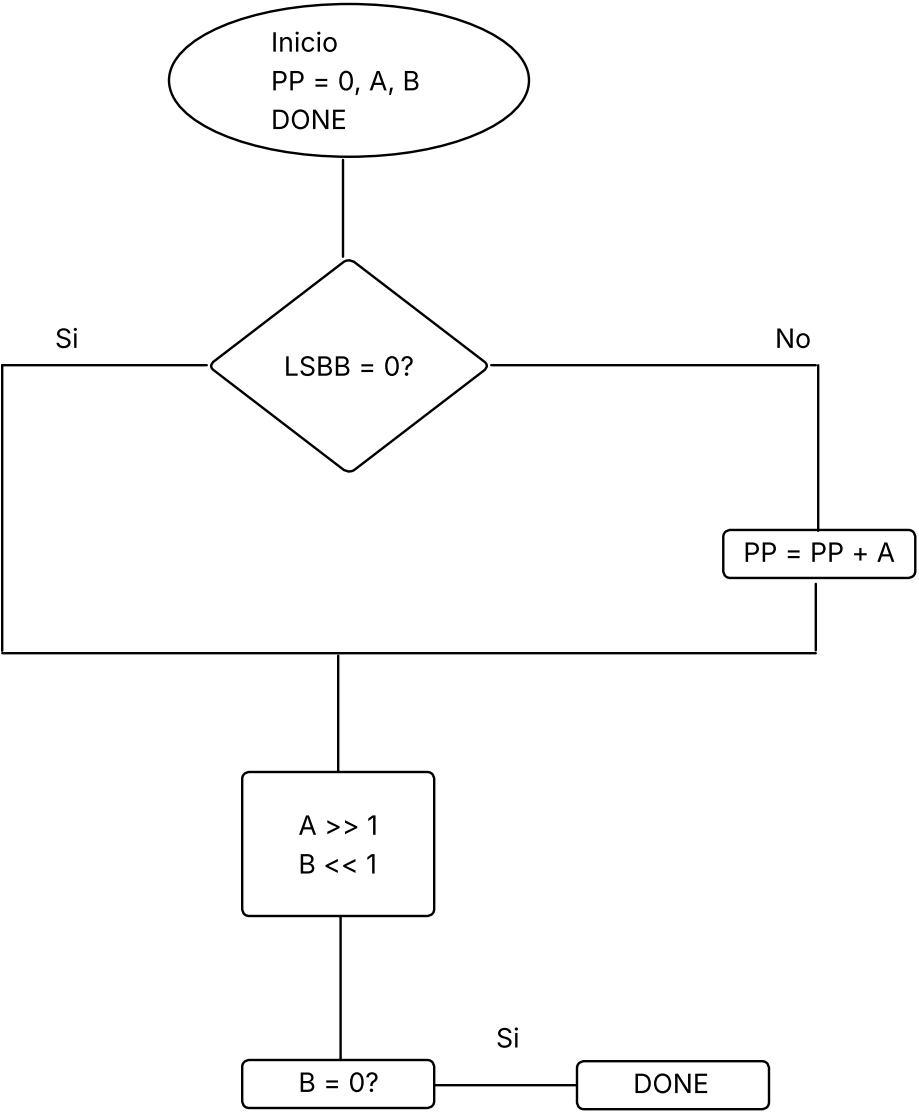 Inicio
PP = 0, A, B
DONE
LSBB = 0?
Si
No
PP = PP + A
A >> 1
B << 1
B = 0?
Si
DONE